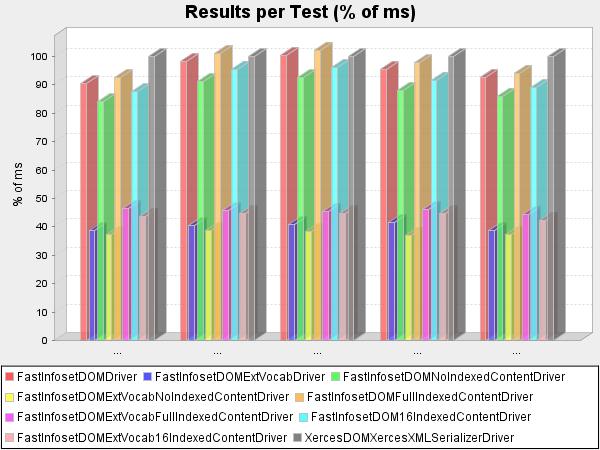 Results per Test (% of ms)
% of ms
100
90
80
70
60
50
40
30
20
10
0
... ... ... ... ...
FastInfosetDOMDriver FastInfosetDOMExtVocabDriver FastInfosetDOMNoIndexedContentDriver
FastInfosetDOMExtVocabNoIndexedContentDriver FastInfosetDOMFullIndexedContentDriver
FastInfosetDOMExtVocabFullIndexedContentDriver FastInfosetDOM16IndexedContentDriver
FastInfosetDOMExtVocab16IndexedContentDriver XercesDOMXercesXMLSerializerDriver